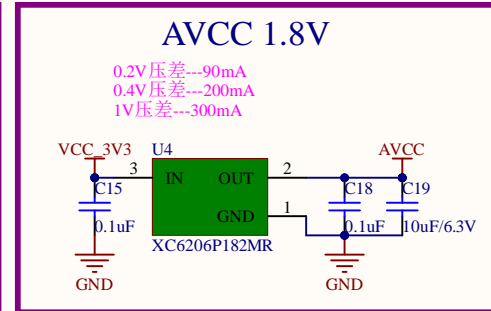 AVCC 1.8V
0.2V压差---90mA
0.4V压差---200mA
1V压差---300mA
VCC_3V3 U4 AVCC
3 IN OUT 2
C15 C18 C19
GND 1
0.1uF 0.1uF 10uF/6.3V
XC6206P182MR
GND GND